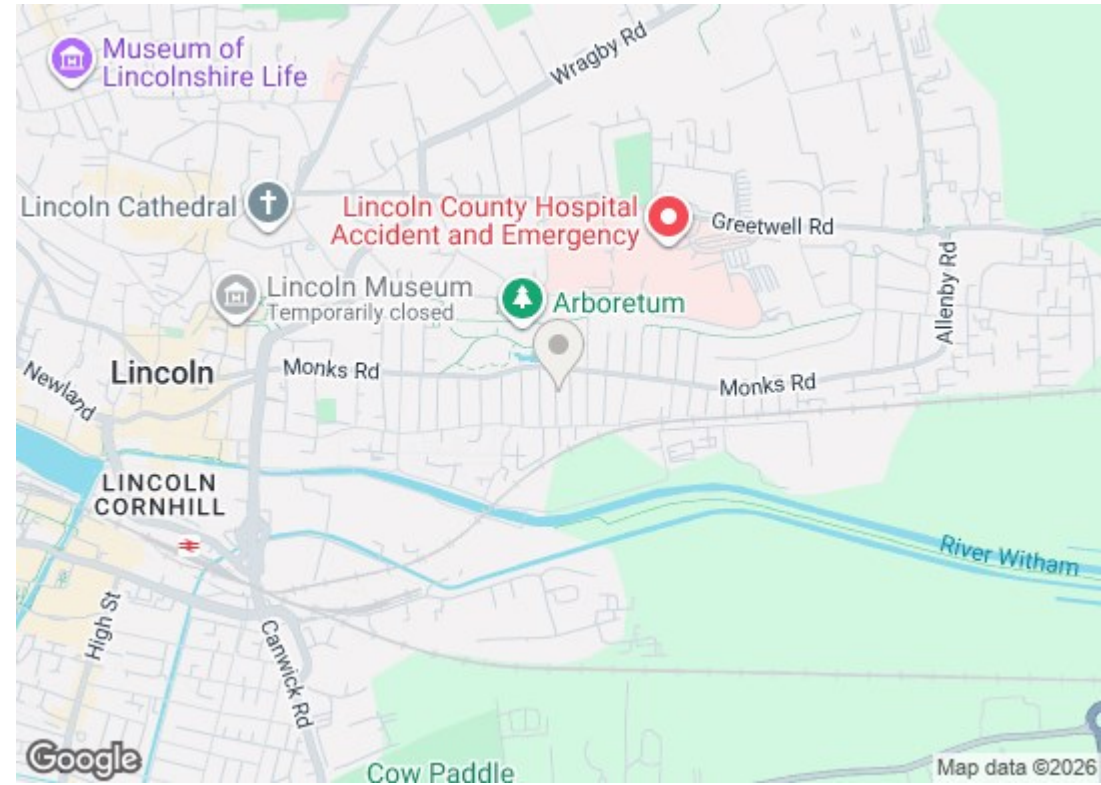 Museum of
Lincolnshire Life
Wragby Rd
Lincoln Cathedral
Lincoln County Hospital
Accident and Emergency
Greetwell Rd
Allenby Rd
Lincoln Museum
Temporarily closed
Arboretum
Newland
Lincoln
Monks Rd
Monks Rd
LINCOLN
CORNHILL
River Witham
High St
Canwick Rd
Cow Paddle
Google
Map data ©2026